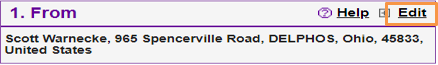 1. From
Help Edit
Scott Warnecke, 965 Spencerville Road, DELPHOS, Ohio, 45833,
United States